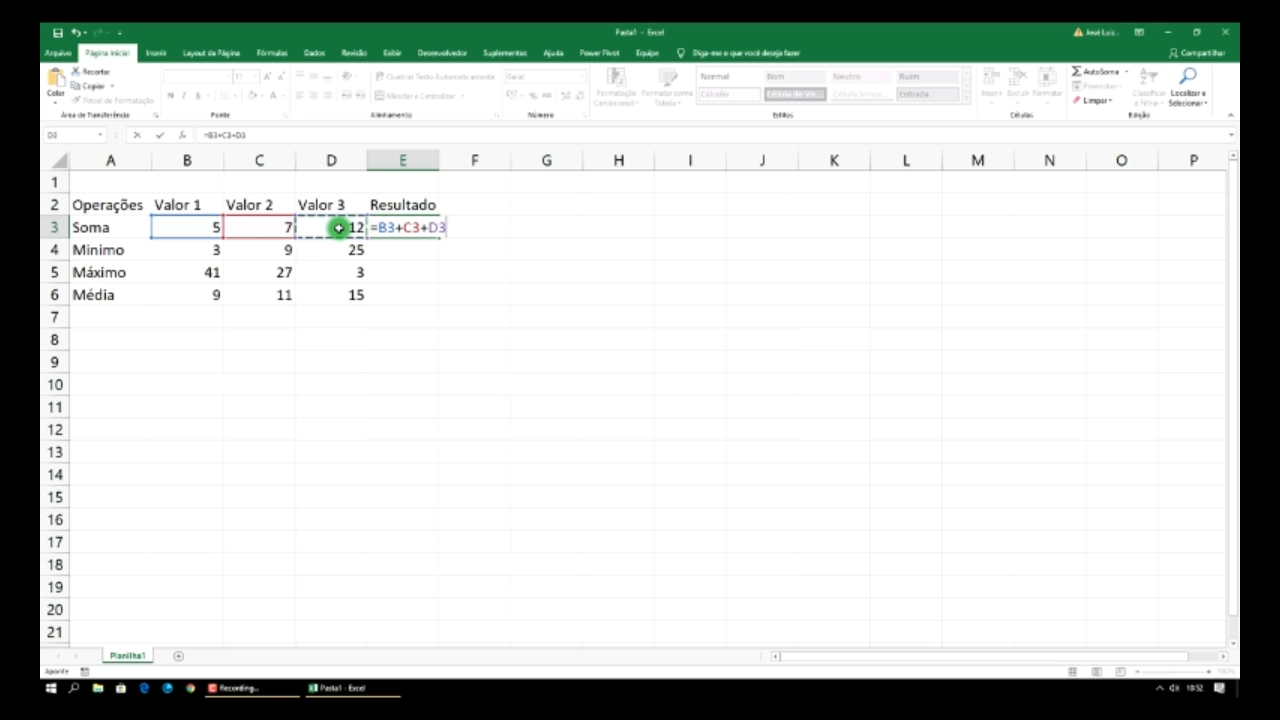 Pasta1 - Excel
José Luiz .
Arquivo Página Inicial Inserir Layout da Página Fórmulas Dados Revisão Exibir Desenvolvedor Suplementos Ajuda Power Pivot Equipe Diga-me o que você deseja fazer Compartilhar
Colar
Recortar
Copiar
Pincel de Formatação
Área de Transferência
N I S
Fonte
Quebrar Texto Automaticamente
Mesclar e Centralizar
Alinhamento
Geral
Número
Formatação Condicional
Formatar como Tabela
Normal Bom Neutro Ruim
Cálculo Célula de Ve... Entrada
Estilos
Inserir Excluir Formatar
Células
AutoSoma
Preencher
Limpar
Classificar e Filtrar
Localizar e Selecionar
Edição
D3 =B3+C3+D3
A B C D E F G H I J K L M N O P
1
2 Operações Valor 1 Valor 2 Valor 3 Resultado
3 Soma 5 7 12 =B3+C3+D3
4 Minimo 3 9 25
5 Máximo 41 27 3
6 Média 9 11 15
7
8
9
10
11
12
13
14
15
16
17
18
19
20
21
Planilha1
Aponte
Recording... Pasta1 - Excel 18:52